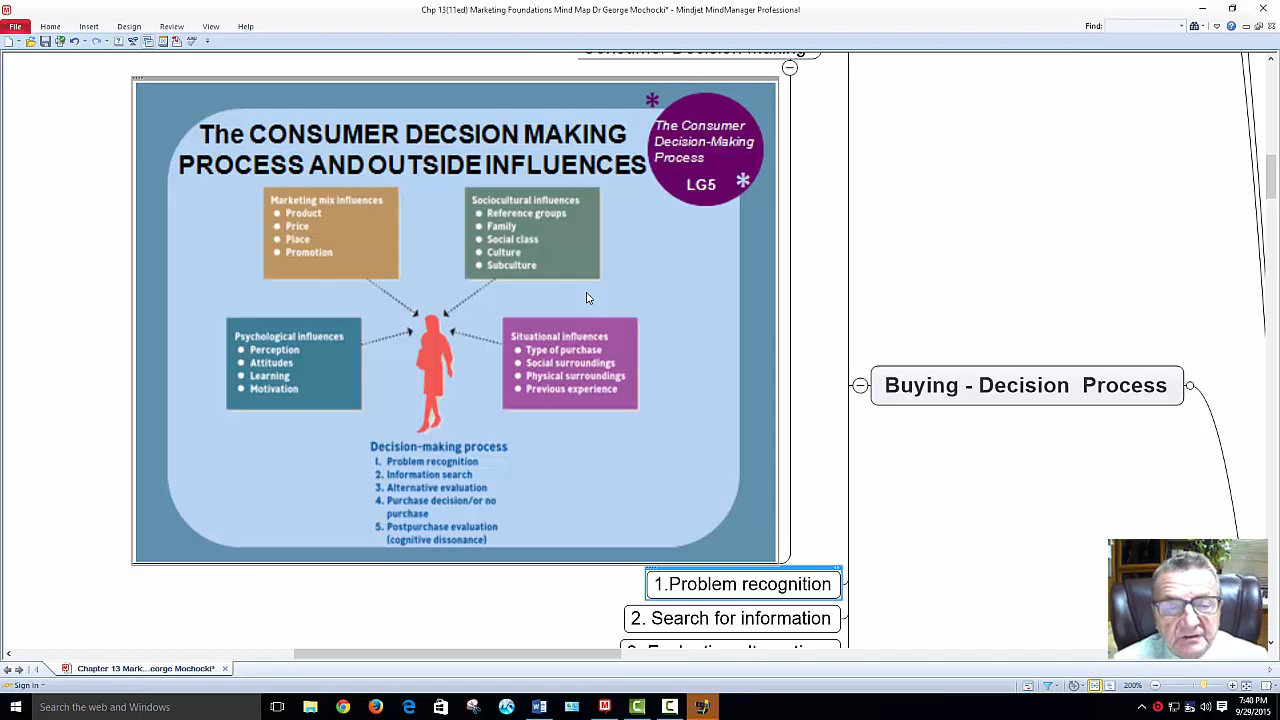 Chp 13(11ed) Marketing Foundations Mind Map Dr George Mochocki* - Mindjet MindManager Professional
File Home Insert Design Review View Help
Find:
The CONSUMER DECSION MAKING
PROCESS AND OUTSIDE INFLUENCES
* The Consumer
Decision-Making
Process
LG5 *
Marketing mix influences
Product
Price
Place
Promotion
Sociocultural influences
Reference groups
Family
Social class
Culture
Subculture
Psychological influences
Perception
Attitudes
Learning
Motivation
Situational influences
Type of purchase
Social surroundings
Physical surroundings
Previous experience
Decision-making process
1. Problem recognition
2. Information search
3. Alternative evaluation
4. Purchase decision/or no
purchase
5. Postpurchase evaluation
(cognitive dissonance)
Buying - Decision Process
1.Problem recognition
2. Search for information
Chapter 13 Mark...eorge Mochocki*
Sign In
200%
Search the web and Windows
7:40 PM
9/29/2015